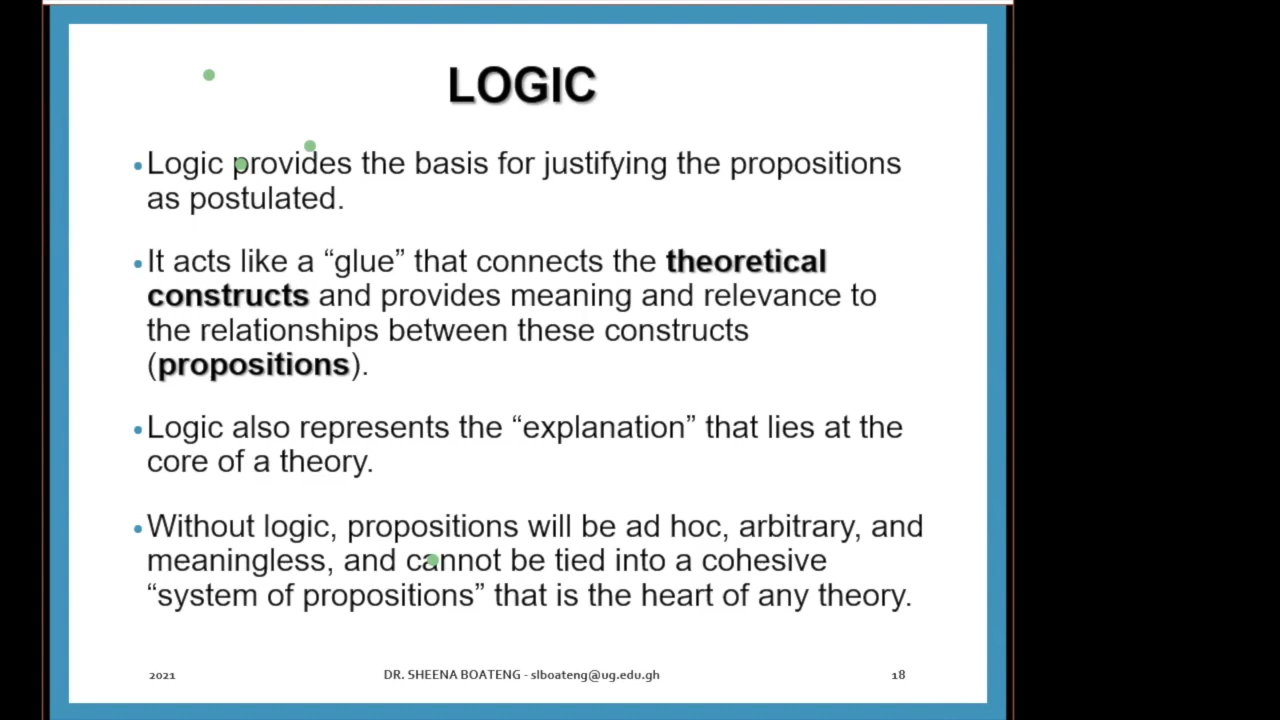 LOGIC
•Logic provides the basis for justifying the propositions
as postulated.
•It acts like a “glue” that connects the theoretical
constructs and provides meaning and relevance to
the relationships between these constructs
(propositions).
•Logic also represents the “explanation” that lies at the
core of a theory.
•Without logic, propositions will be ad hoc, arbitrary, and
meaningless, and cannot be tied into a cohesive
“system of propositions” that is the heart of any theory.
2021 DR. SHEENA BOATENG - slboateng@ug.edu.gh 18